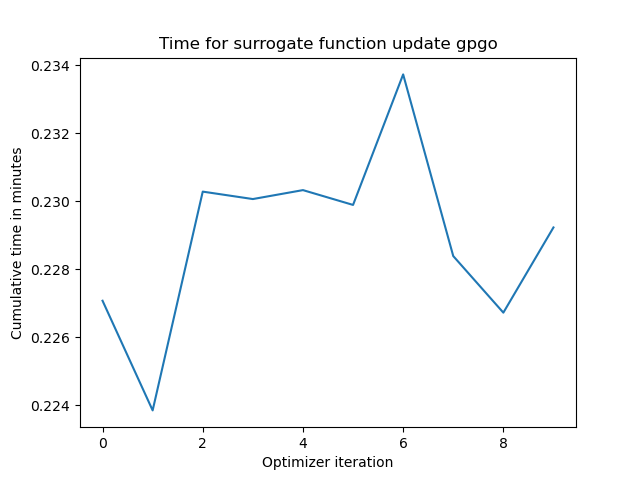 Time for surrogate function update gpgo
0.234
0.232
0.230
0.228
0.226
0.224
Cumulative time in minutes
0 2 4 6 8
Optimizer iteration